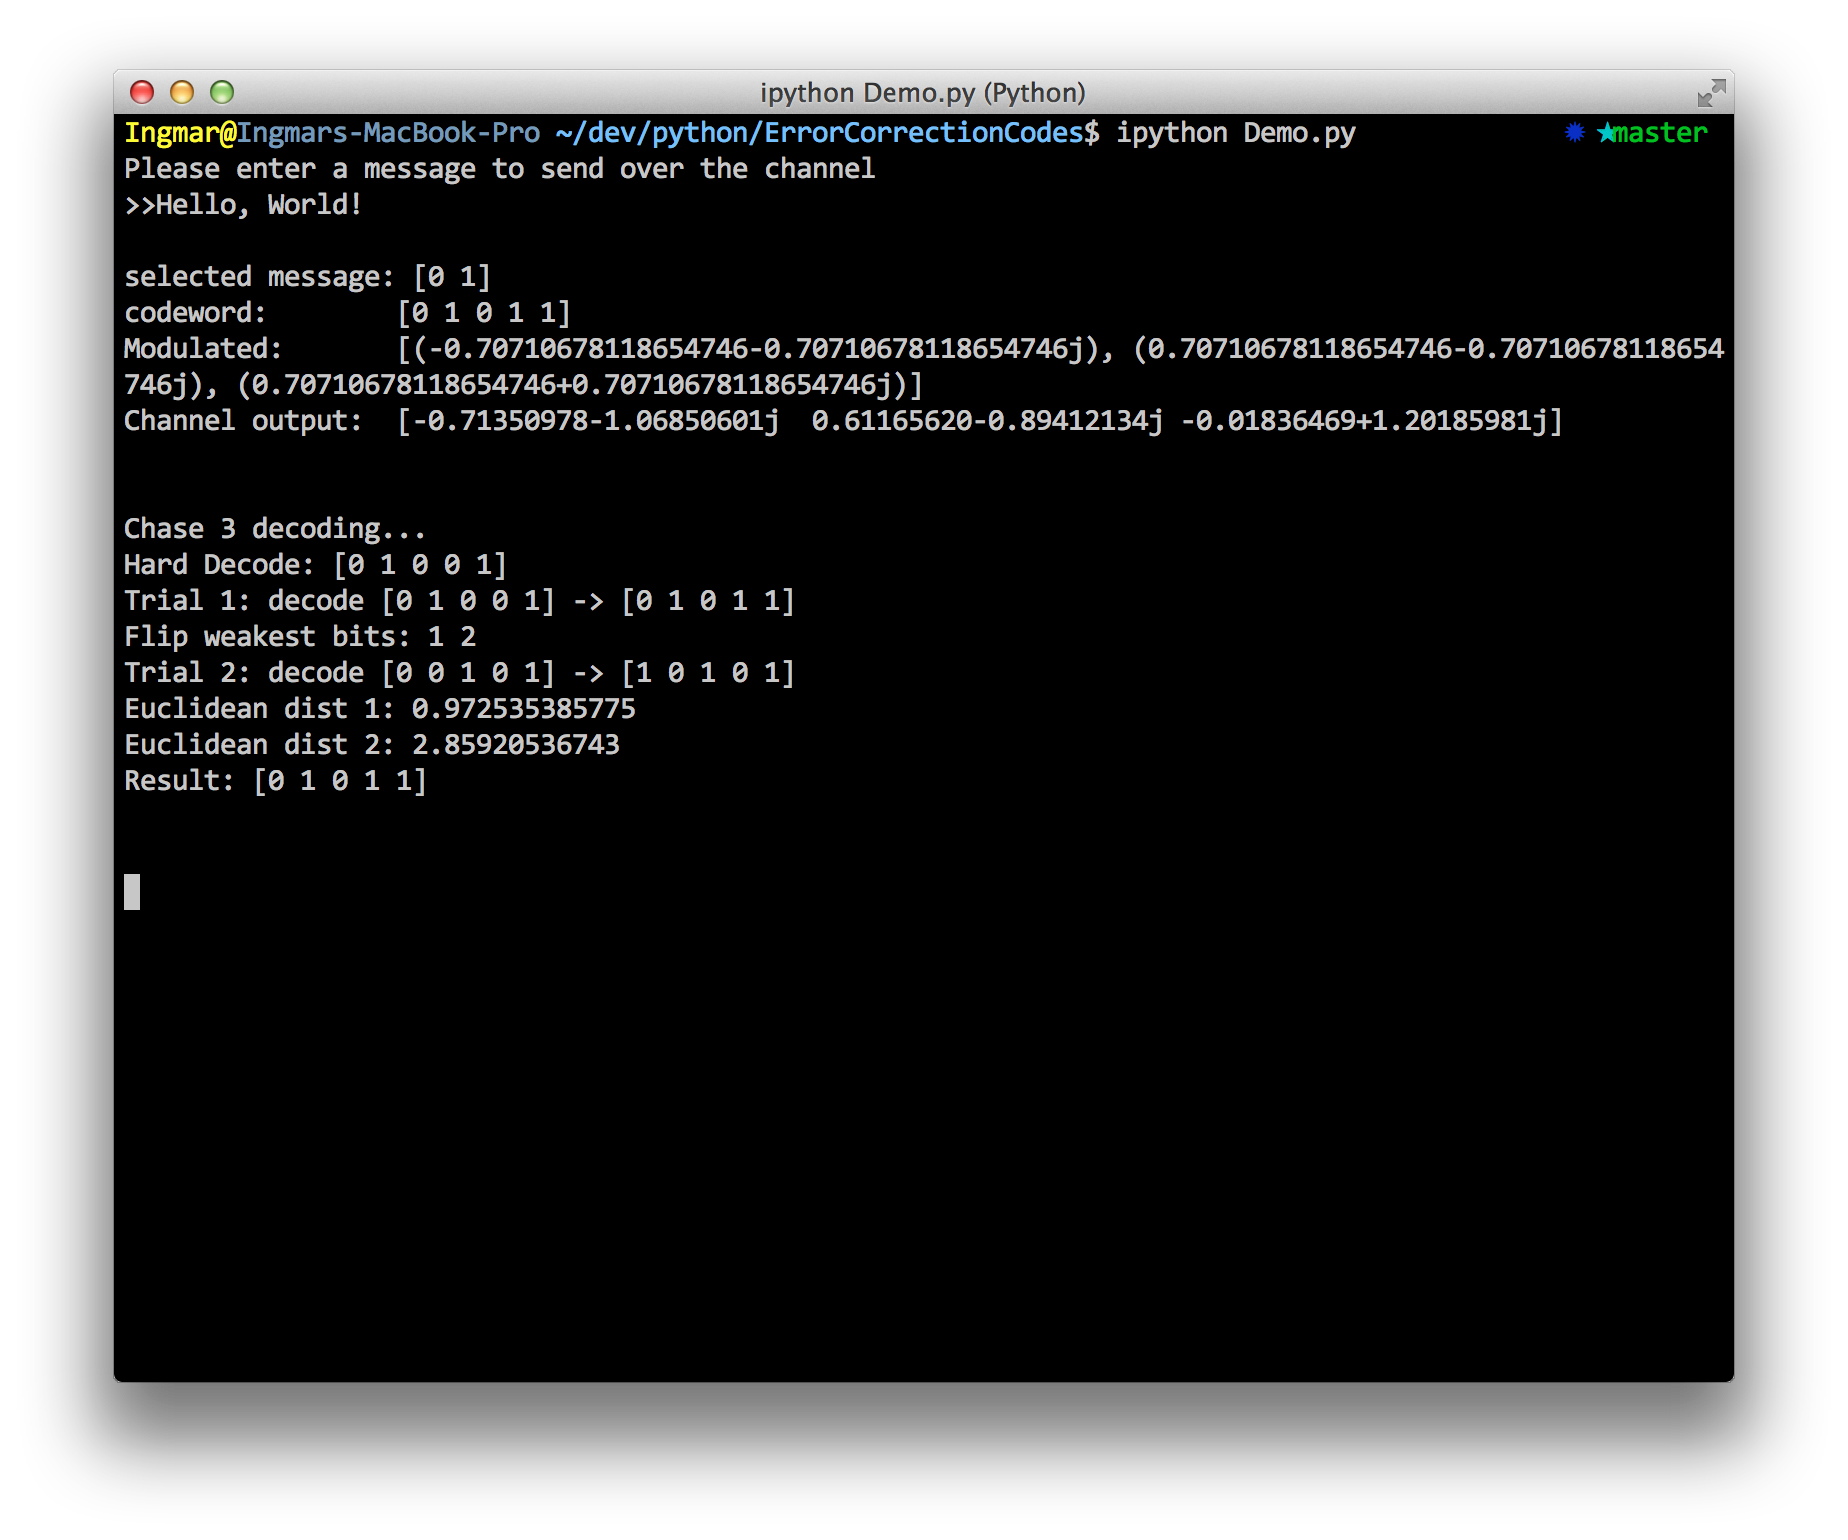 ipython Demo.py (Python)
Ingmar@Ingmars-MacBook-Pro ~/dev/python/ErrorCorrectionCodes$ ipython Demo.py ✹ ★master
Please enter a message to send over the channel
>>Hello, World!
selected message: [0 1]
codeword:        [0 1 0 1 1]
Modulated:       [(-0.70710678118654746-0.70710678118654746j), (0.70710678118654746-0.70710678118654
746j), (0.70710678118654746+0.70710678118654746j)]
Channel output:  [-0.71350978-1.06850601j  0.61165620-0.89412134j -0.01836469+1.20185981j]
Chase 3 decoding...
Hard Decode: [0 1 0 0 1]
Trial 1: decode [0 1 0 0 1] -> [0 1 0 1 1]
Flip weakest bits: 1 2
Trial 2: decode [0 0 1 0 1] -> [1 0 1 0 1]
Euclidean dist 1: 0.972535385775
Euclidean dist 2: 2.85920536743
Result: [0 1 0 1 1]